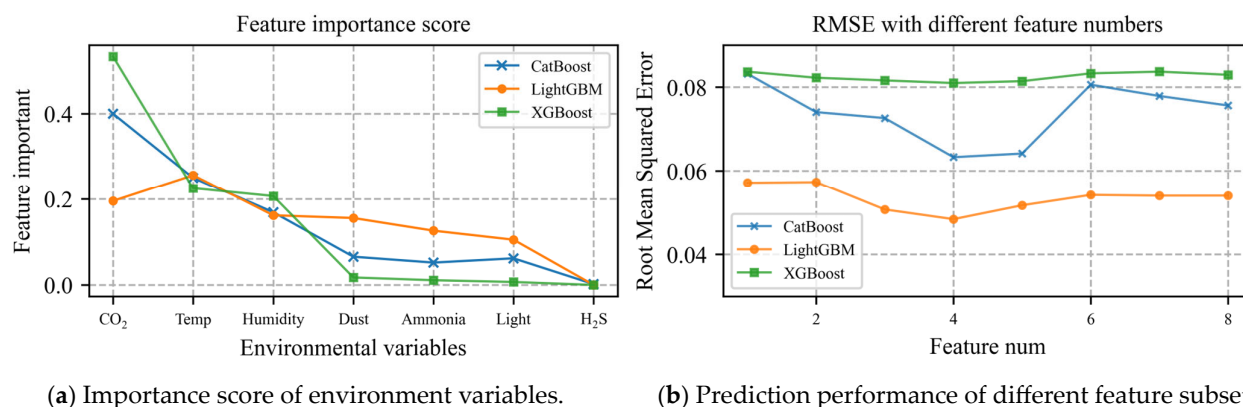 Feature importance score
Feature important
0.4
0.2
0.0
CatBoost
LightGBM
XGBoost
CO₂ Temp Humidity Dust Ammonia Light H₂S
Environmental variables
(a) Importance score of environment variables.
RMSE with different feature numbers
Root Mean Squared Error
0.08
0.06
0.04
CatBoost
LightGBM
XGBoost
2 4 6 8
Feature num
(b) Prediction performance of different feature subse